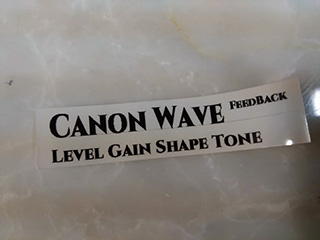 CANON WAVE FEEDBACK
LEVEL GAIN SHAPE TONE